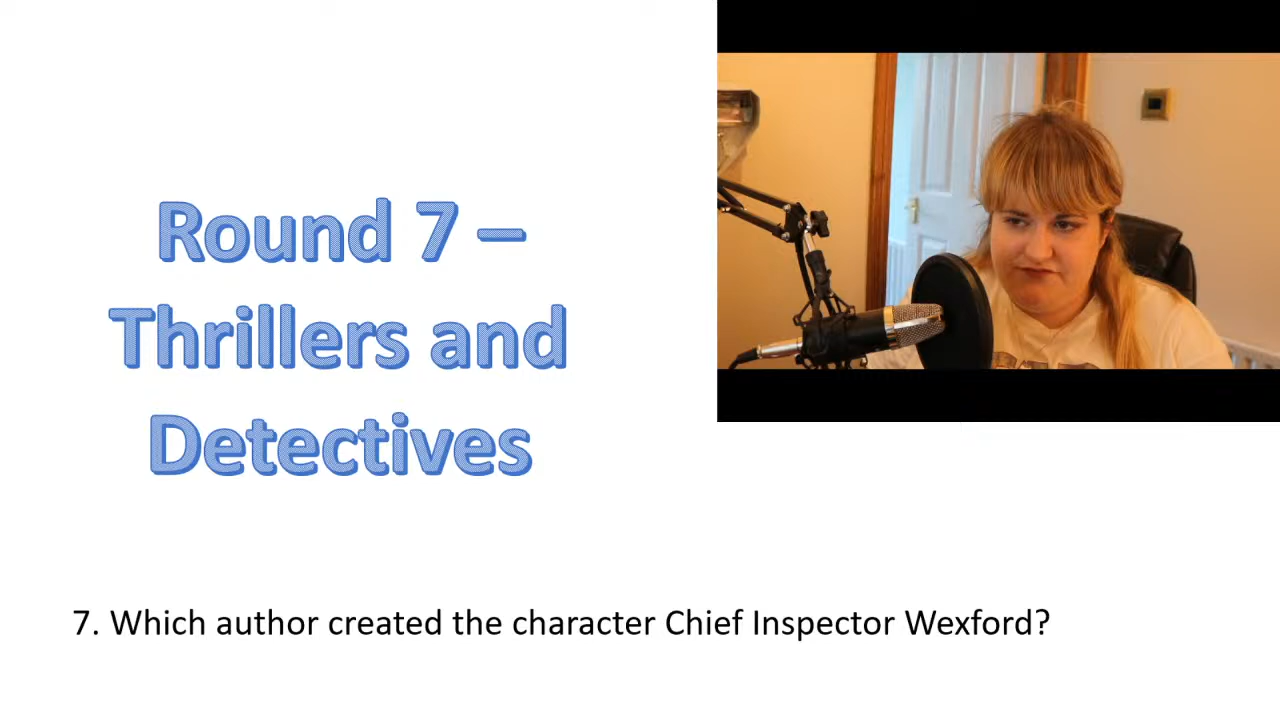 Round 7 –
Thrillers and
Detectives
7. Which author created the character Chief Inspector Wexford?